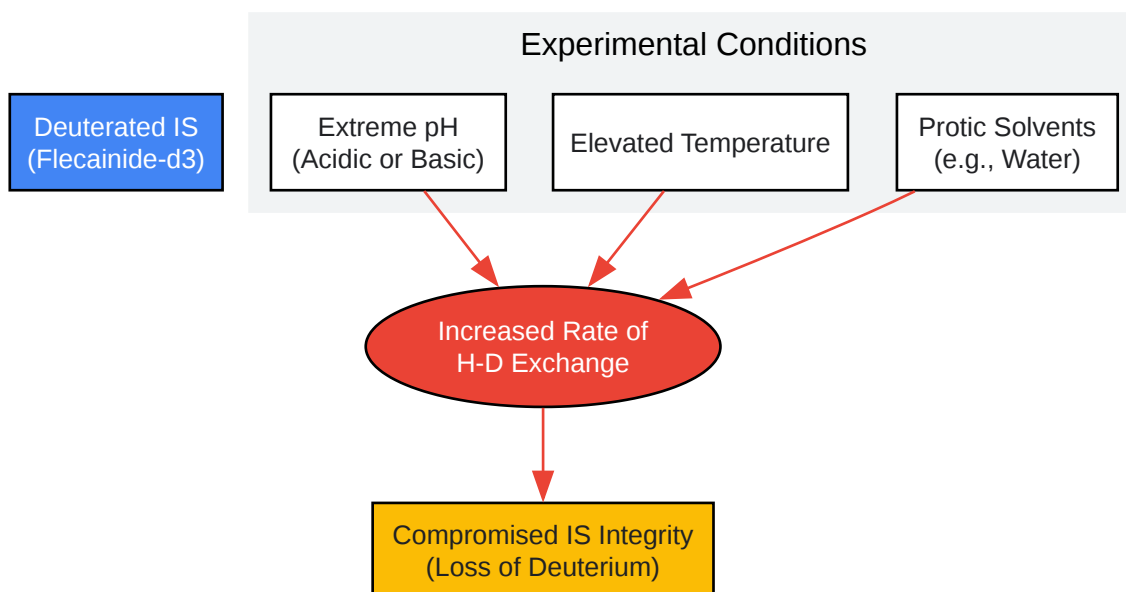 Experimental Conditions
Deuterated IS
(Flecainide-d3)
Extreme pH
(Acidic or Basic)
Elevated Temperature
Protic Solvents
(e.g., Water)
Increased Rate of
H-D Exchange
Compromised IS Integrity
(Loss of Deuterium)